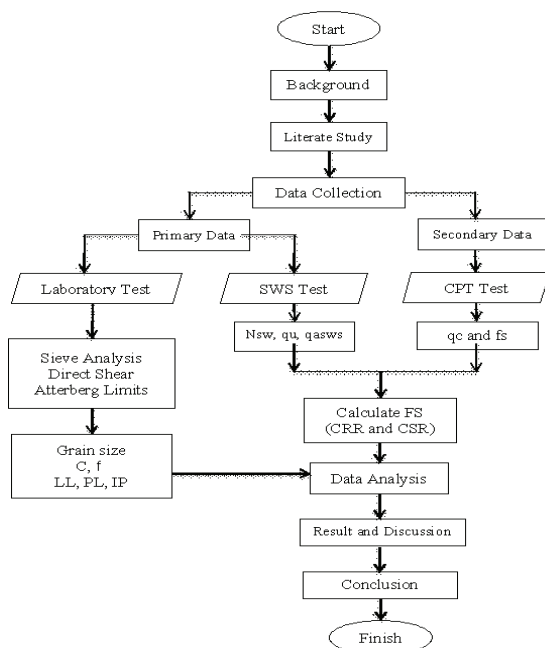 Start
Background
Literate Study
Data Collection
Primary Data
Secondary Data
Laboratory Test
SWS Test
CPT Test
Nsw, qu, qasws
qc and fs
Sieve Analysis
Direct Shear
Atterberg Limits
Calculate FS
(CRR and CSR)
Grain size
C, f
LL, PL, IP
Data Analysis
Result and Discussion
Conclusion
Finish